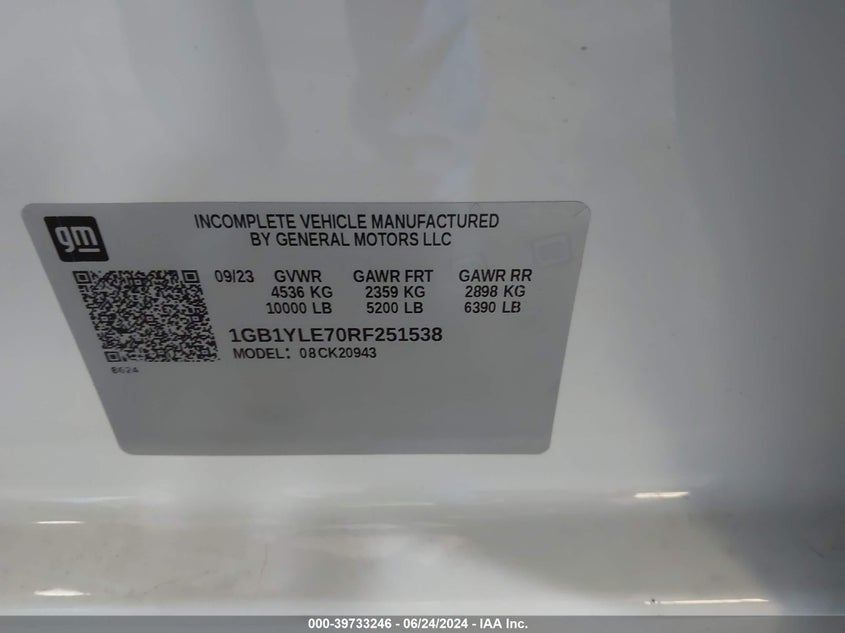 gm
INCOMPLETE VEHICLE MANUFACTURED
BY GENERAL MOTORS LLC
09/23 GVWR GAWR FRT GAWR RR
4536 KG 2359 KG 2898 KG
10000 LB 5200 LB 6390 LB
1GB1YLE70RF251538
MODEL: 08CK20943
8624
000-39733246 - 06/24/2024 - IAA Inc.